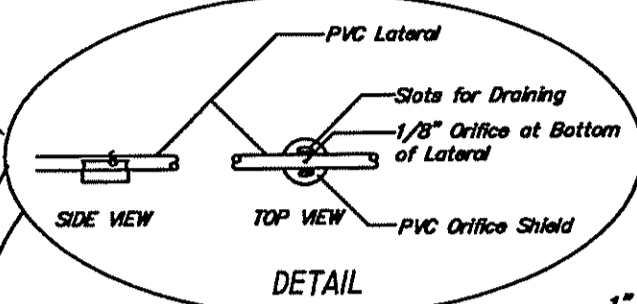 PVC Lateral
Slots for Draining
1/8" Orifice at Bottom
of Lateral
SIDE VIEW
TOP VIEW
PVC Orifice Shield
DETAIL
1"